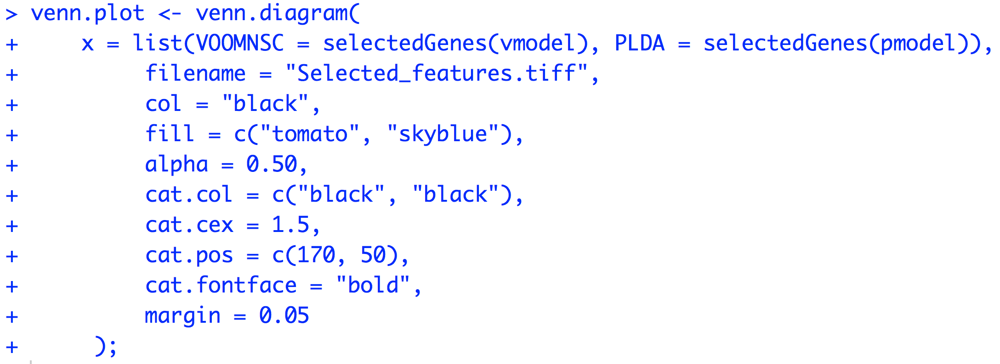 > venn.plot <- venn.diagram(
+     x = list(VOOMNSC = selectedGenes(vmodel), PLDA = selectedGenes(pmodel)),
+          filename = "Selected_features.tiff",
+          col = "black",
+          fill = c("tomato", "skyblue"),
+          alpha = 0.50,
+          cat.col = c("black", "black"),
+          cat.cex = 1.5,
+          cat.pos = c(170, 50),
+          cat.fontface = "bold",
+          margin = 0.05
+      );